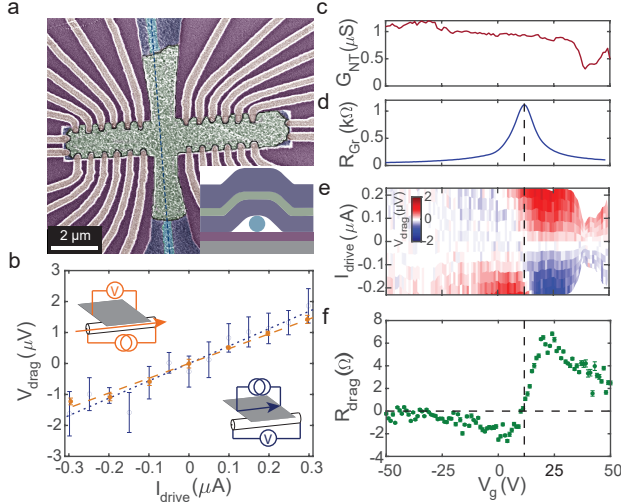 a
2 μm
b
V_drag (μV)
2
1
0
-1
-2
-3
V
V
-0.3
-0.2
-0.1
0
0.1
0.2
0.3
I_drive (μA)
c
G_NT (μS)
1
0.5
0
d
R_Gr (kΩ)
1
0.5
0
e
I_drive (μA)
0.2
0.1
0
-0.1
-0.2
V_drag (μV)
2
0
-2
f
R_drag (Ω)
8
6
4
2
0
-2
-4
-6
-50
-25
0
25
50
V_g (V)